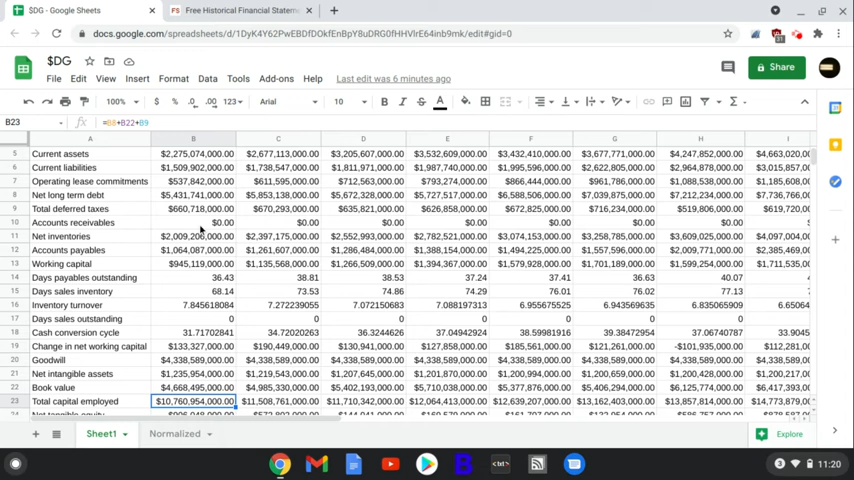 $DG - Google Sheets
Free Historical Financial Statem
docs.google.com/spreadsheets/d/1DyK4Y62PwEBDfDOkfEnBpY8uDROfGfHHVlrE64inb9mk/edit#gid=0
21
$DG
File Edit View Insert Format Data Tools Add-ons Help Last edit was 6 minutes ago
Share
100% $ % .0 .00 123 Arial 10 B I S A
B23 =B8+B22+B9
A B C D E F G H I
5 Current assets $2,275,074,000.00 $2,677,113,000.00 $3,205,607,000.00 $3,532,609,000.00 $3,432,410,000.00 $3,677,771,000.00 $4,247,852,000.00 $4,663,020,00
6 Current liabilities $1,509,902,000.00 $1,738,547,000.00 $1,811,971,000.00 $1,987,740,000.00 $1,995,596,000.00 $2,622,805,000.00 $2,964,878,000.00 $3,015,857,00
7 Operating lease commitments $537,842,000.00 $611,595,000.00 $712,563,000.00 $793,274,000.00 $866,444,000.00 $961,786,000.00 $1,088,538,000.00 $1,185,608,00
8 Net long term debt $5,431,741,000.00 $5,853,138,000.00 $5,672,328,000.00 $5,727,567,000.00 $6,588,506,000.00 $7,039,875,000.00 $7,212,234,000.00 $7,736,766,00
9 Total deferred taxes $660,718,000.00 $670,293,000.00 $635,821,000.00 $626,858,000.00 $672,825,000.00 $716,234,000.00 $519,806,000.00 $619,720,00
10 Accounts receivables $0.00 $0.00 $0.00 $0.00 $0.00 $0.00 $0.00
11 Net inventories $2,009,206,000.00 $2,397,175,000.00 $2,552,993,000.00 $2,782,521,000.00 $3,074,153,000.00 $3,258,785,000.00 $3,609,025,000.00 $4,097,004,00
12 Accounts payables $1,064,087,000.00 $1,261,607,000.00 $1,286,484,000.00 $1,388,154,000.00 $1,494,225,000.00 $1,557,596,000.00 $2,009,771,000.00 $2,385,469,00
13 Working capital $945,119,000.00 $1,135,568,000.00 $1,266,509,000.00 $1,394,367,000.00 $1,579,928,000.00 $1,701,189,000.00 $1,599,254,000.00 $1,711,535,00
14 Days payables outstanding 36.43 38.81 38.53 37.24 37.41 36.63 40.07
15 Days sales inventory 68.14 73.53 74.86 74.29 76.01 76.02 77.13
16 Inventory turnover 7.845618084 7.272239055 7.072150683 7.088197313 6.955675525 6.943569635 6.835065909 6.65064
17 Days sales outstanding 0 0 0 0 0 0 0
18 Cash conversion cycle 31.71702841 34.72020263 36.3244626 37.04942924 38.59981916 39.38472954 37.06740787 33.9045
19 Change in net working capital $133,327,000.00 $190,449,000.00 $130,941,000.00 $127,858,000.00 $185,561,000.00 $121,261,000.00 -$101,935,000.00 $112,281,00
20 Goodwill $4,338,589,000.00 $4,338,589,000.00 $4,338,589,000.00 $4,338,589,000.00 $4,338,589,000.00 $4,338,589,000.00 $4,338,589,000.00 $4,338,589,00
21 Net intangible assets $1,235,954,000.00 $1,219,543,000.00 $1,207,645,000.00 $1,201,870,000.00 $1,200,994,000.00 $1,200,659,000.00 $1,200,428,000.00 $1,200,217,00
22 Book value $4,668,495,000.00 $4,985,330,000.00 $5,402,193,000.00 $5,710,038,000.00 $5,377,876,000.00 $5,406,294,000.00 $6,125,774,000.00 $6,417,393,00
23 Total capital employed $10,760,954,000.00 $11,508,761,000.00 $11,710,342,000.00 $12,064,463,000.00 $12,639,207,000.00 $13,162,403,000.00 $13,857,814,000.00 $14,773,879,00
24 Net tangible equity
Sheet1 Normalized Explore
3 11:20